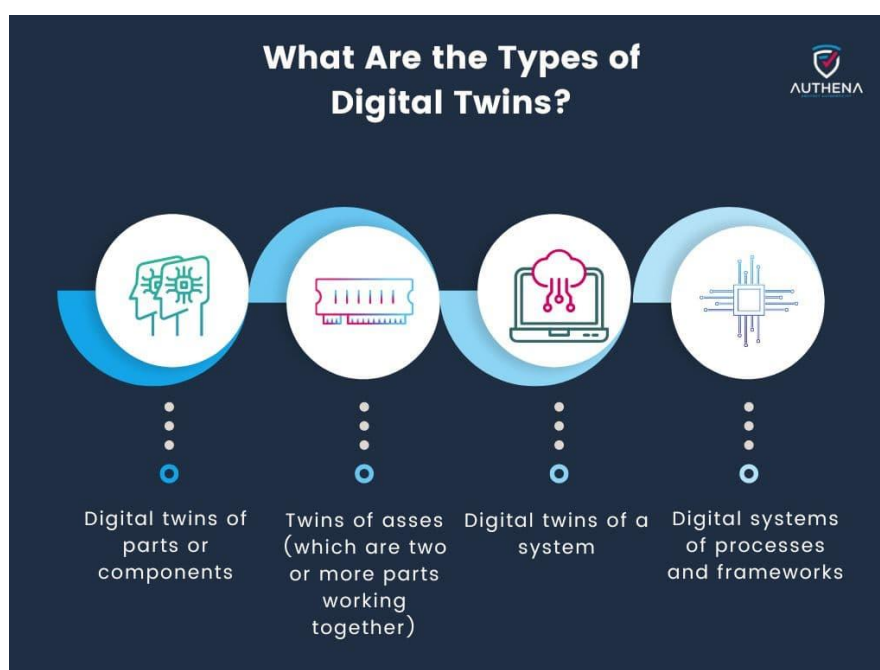 What Are the Types of
Digital Twins?
AUTHENA
Digital twins of
parts or
components
Twins of asses
(which are two
or more parts
working
together)
Digital twins of a
system
Digital systems
of processes
and frameworks